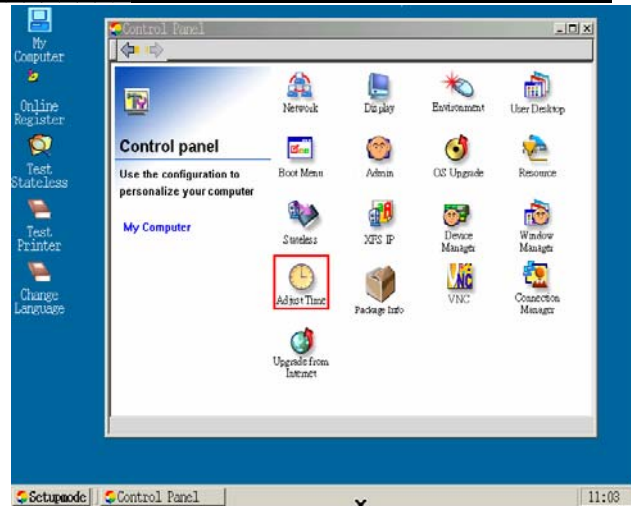 My
Computer
Online
Register
Test
Stateless
Test
Printer
Change
Language
Control Panel
Control panel
Use the configuration to
personalize your computer
My Computer
Network
Display
Environment
User Desktop
Boot Menu
Admin
OS Upgrade
Resource
Stateless
XFS IP
Device
Manager
Window
Manager
Adjust Time
Package Info
VNC
VNC
Connection
Manager
Upgrade from
Internet
Setupmode
Control Panel
11:03